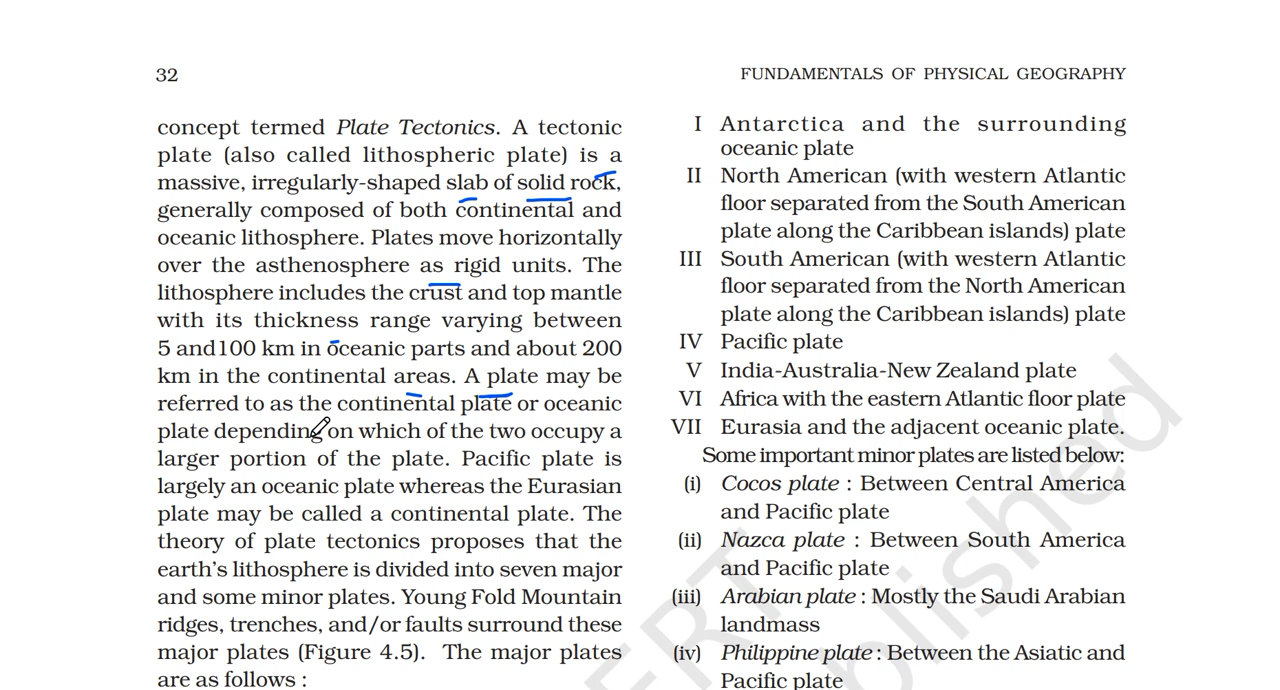 32
FUNDAMENTALS OF PHYSICAL GEOGRAPHY
concept termed Plate Tectonics. A tectonic
plate (also called lithospheric plate) is a
massive, irregularly-shaped slab of solid rock,
generally composed of both continental and
oceanic lithosphere. Plates move horizontally
over the asthenosphere as rigid units. The
lithosphere includes the crust and top mantle
with its thickness range varying between
5 and100 km in oceanic parts and about 200
km in the continental areas. A plate may be
referred to as the continental plate or oceanic
plate depending on which of the two occupy a
larger portion of the plate. Pacific plate is
largely an oceanic plate whereas the Eurasian
plate may be called a continental plate. The
theory of plate tectonics proposes that the
earth's lithosphere is divided into seven major
and some minor plates. Young Fold Mountain
ridges, trenches, and/or faults surround these
major plates (Figure 4.5). The major plates
are as follows :
I Antarctica and the surrounding
oceanic plate
II North American (with western Atlantic
floor separated from the South American
plate along the Caribbean islands) plate
III South American (with western Atlantic
floor separated from the North American
plate along the Caribbean islands) plate
IV Pacific plate
V India-Australia-New Zealand plate
VI Africa with the eastern Atlantic floor plate
VII Eurasia and the adjacent oceanic plate.
Some important minor plates are listed below:
(i) Cocos plate : Between Central America
and Pacific plate
(ii) Nazca plate : Between South America
and Pacific plate
(iii) Arabian plate : Mostly the Saudi Arabian
landmass
(iv) Philippine plate : Between the Asiatic and
Pacific plate